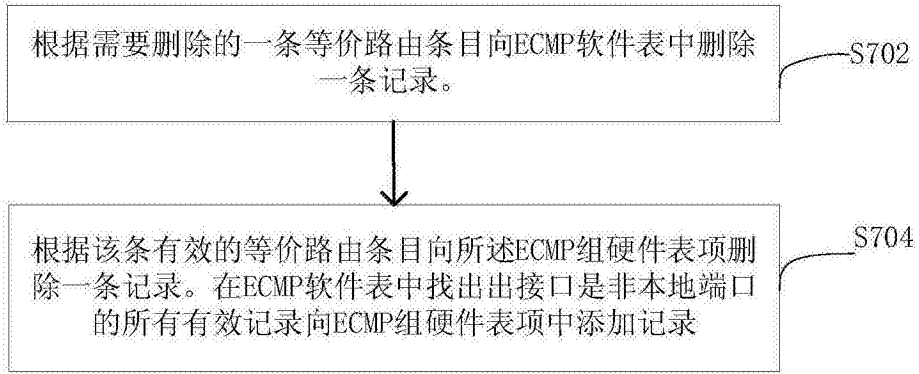 根据需要删除的一条等价路由条目向ECMP软件表中删除
一条记录。
S702
根据该条有效的等价路由条目向所述ECMP组硬件表项删
除一条记录。在ECMP软件表中找出出接口是非本地端口
的所有有效记录向ECMP组硬件表项中添加记录
S704